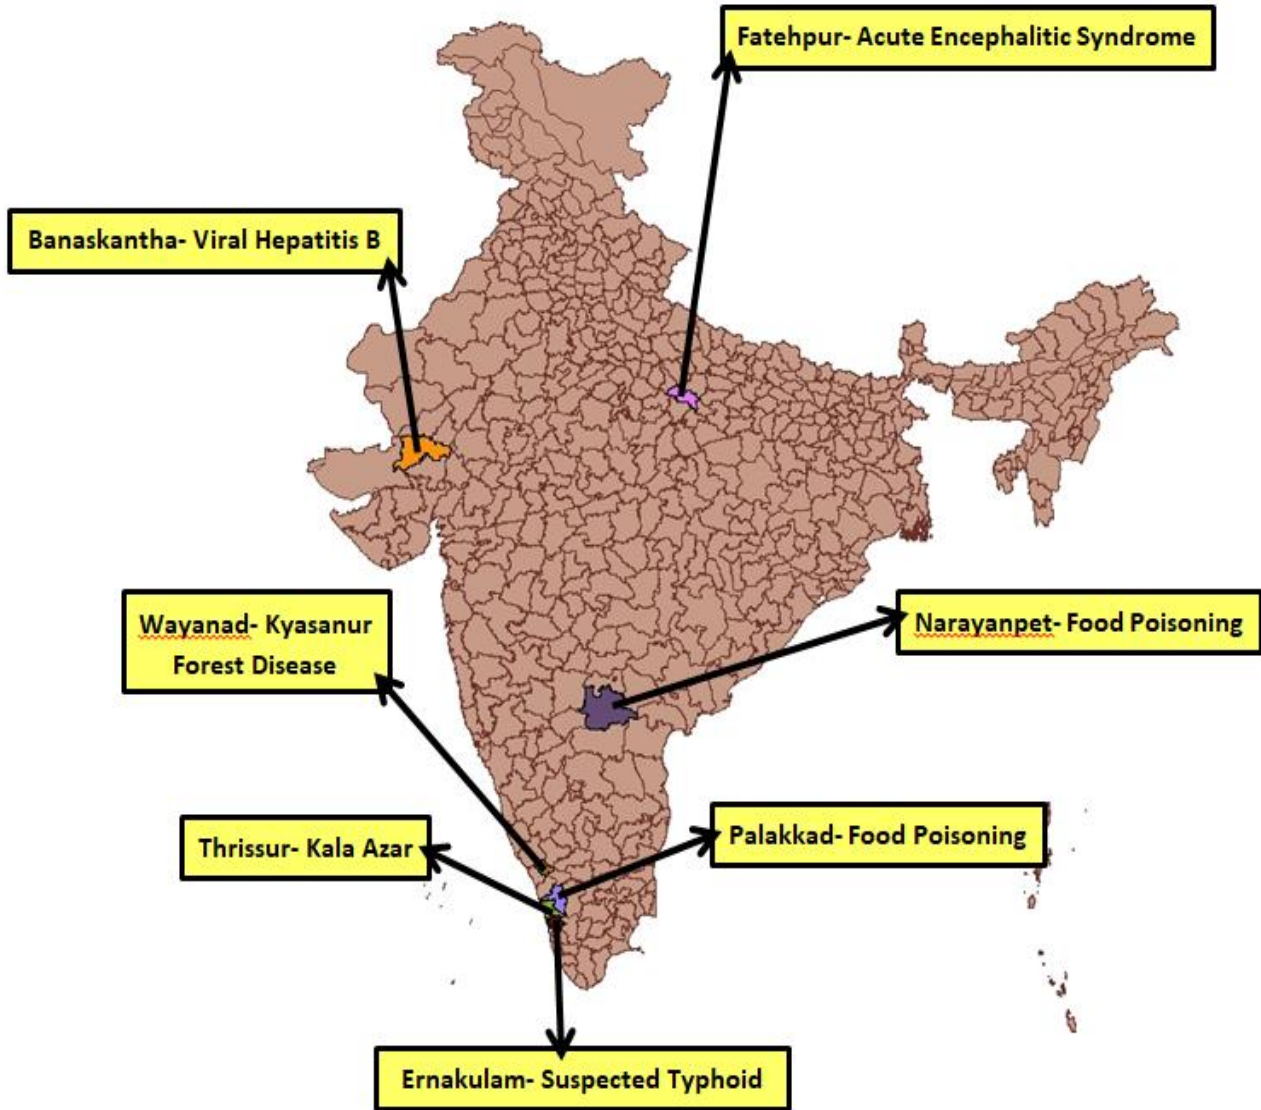 Fatehpur- Acute Encephalitic Syndrome
Banaskantha- Viral Hepatitis B
Wayanad- Kyasanur
Forest Disease
Narayanpet- Food Poisoning
Thrissur- Kala Azar
Palakkad- Food Poisoning
Ernakulam- Suspected Typhoid